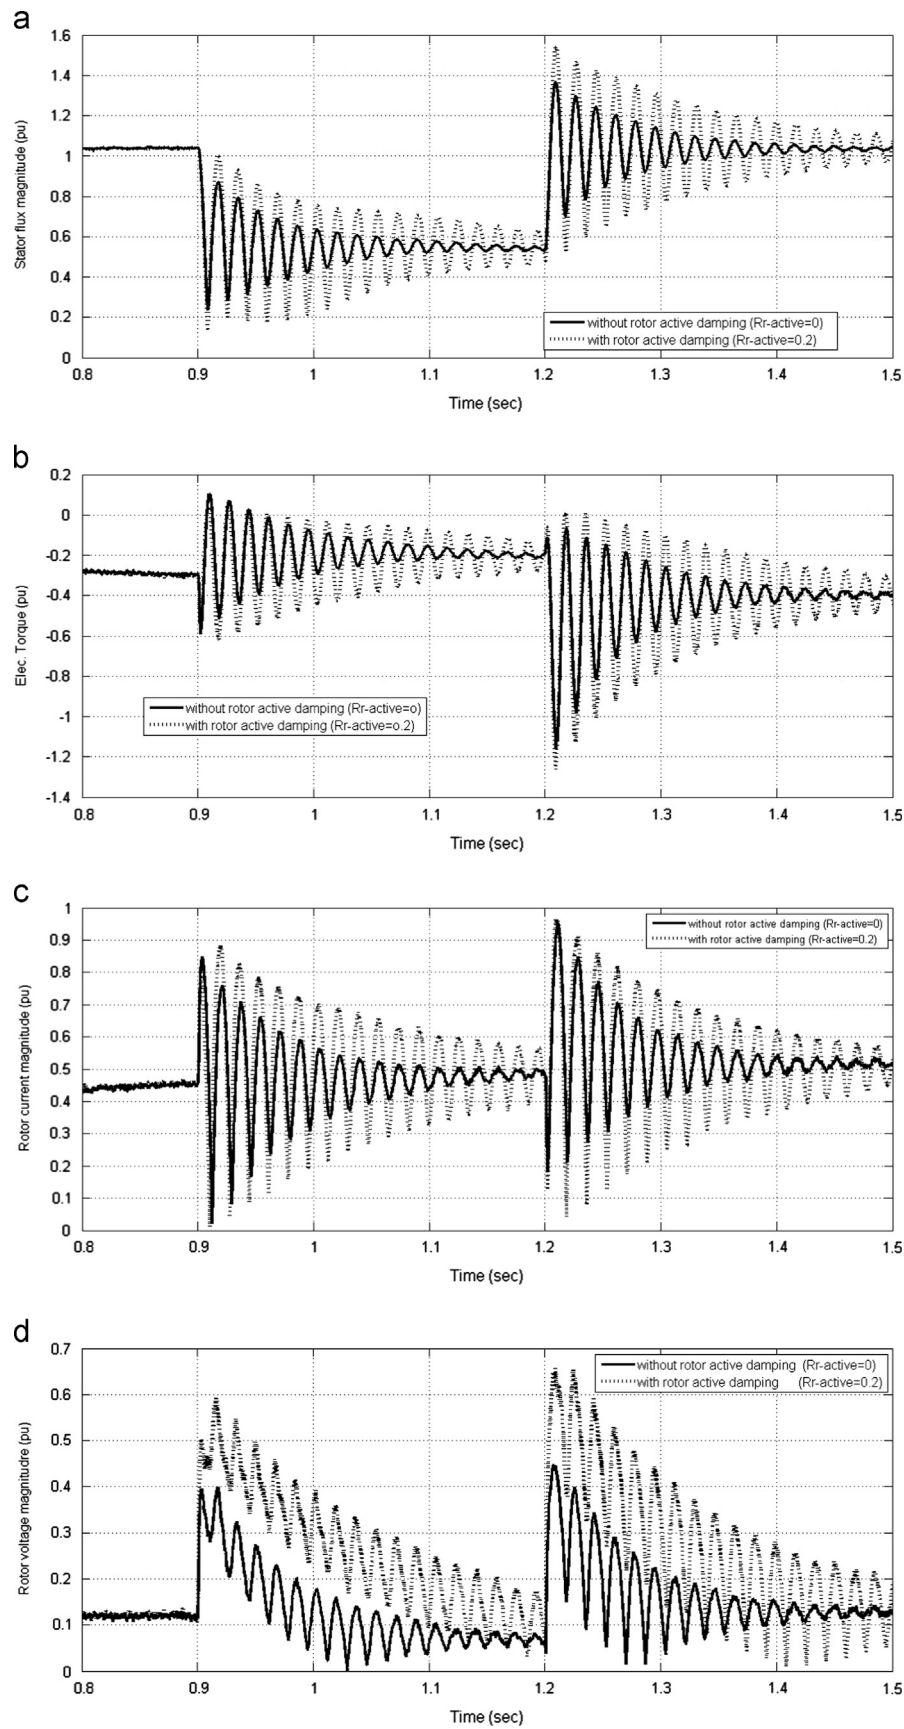 a
1.6
1.4
1.2
1
0.8
0.6
0.4
0.2
0
Stator flux magnitude (pu)
without rotor active damping (Rr-active=0)
with rotor active damping (Rr-active=0.2)
0.8 0.9 1 1.1 1.2 1.3 1.4 1.5
Time (sec)
b
0.2
0
-0.2
-0.4
-0.6
-0.8
-1
-1.2
-1.4
Elec. Torque (pu)
without rotor active damping (Rr-active=o)
with rotor active damping (Rr-active=o.2)
0.8 0.9 1 1.1 1.2 1.3 1.4 1.5
Time (sec)
c
1
0.9
0.8
0.7
0.6
0.5
0.4
0.3
0.2
0.1
0
Rotor current magnitude (pu)
without rotor active damping (Rr-active=0)
with rotor active damping (Rr-active=0.2)
0.8 0.9 1 1.1 1.2 1.3 1.4 1.5
Time (sec)
d
0.7
0.6
0.5
0.4
0.3
0.2
0.1
0
Rotor voltage magnitudre (pu)
without rotor active damping (Rr-active=0)
with rotor active damping (Rr-active=0.2)
0.8 0.9 1 1.1 1.2 1.3 1.4 1.5
Time (sec)